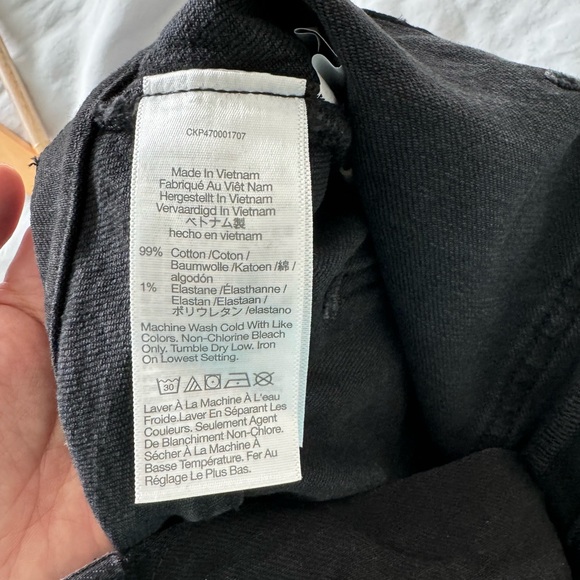 CKP470001707
Made In Vietnam
Fabriqué Au Viêt Nam
Hergestellt In Vietnam
Vervaardigd In Vietnam
ベトナム製
hecho en vietnam
99% Cotton /Coton /
Baumwolle /Katoen /綿 /
algodón
1% Elastane /Élasthanne /
Elastan /Elastaan /
ポリウレタン /elastano
Machine Wash Cold With Like
Colors. Non-Chlorine Bleach
Only. Tumble Dry Low. Iron
On Lowest Setting.
30
Laver À La Machine À L'eau
Froide.Laver En Séparant Les
Couleurs. Seulement Agent
De Blanchiment Non-Chlore.
Sécher À La Machine À
Basse Température. Fer Au
Réglage Le Plus Bas.